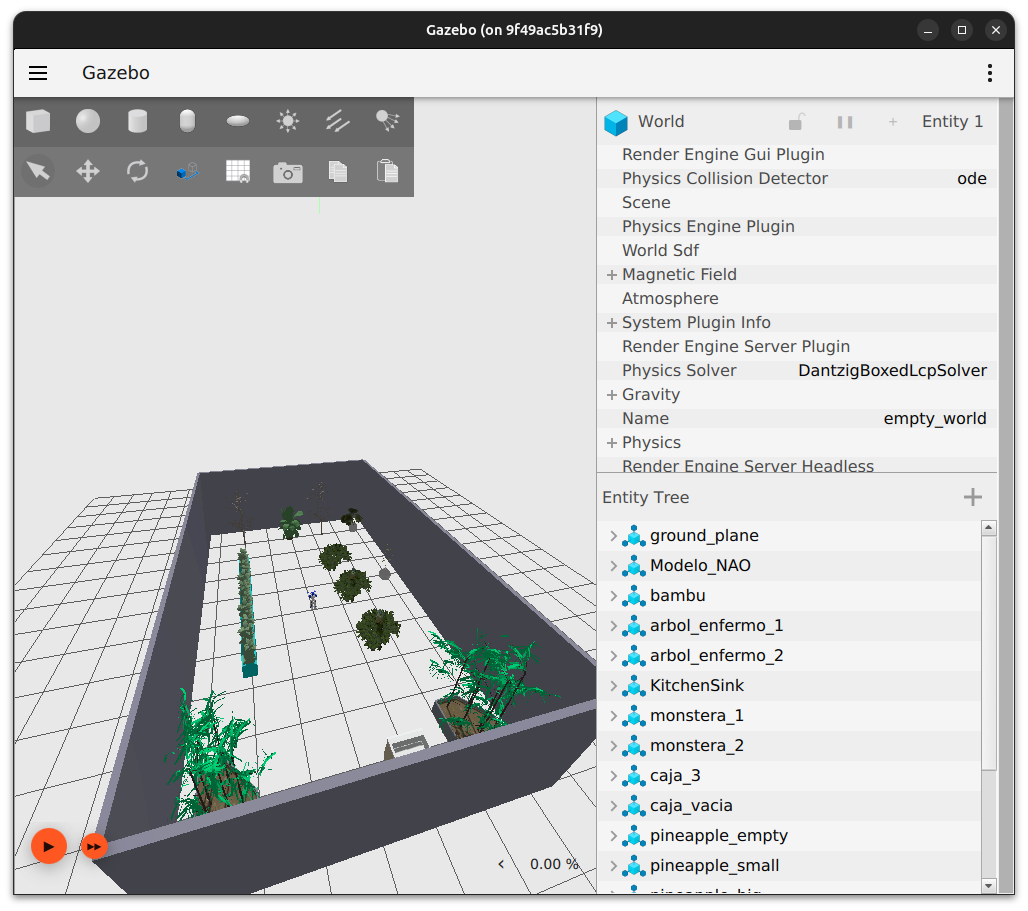 Gazebo (on 9f49ac5b31f9)
Gazebo
World + Entity 1
Render Engine Gui Plugin
Physics Collision Detector ode
Scene
Physics Engine Plugin
World Sdf
Magnetic Field
Atmosphere
System Plugin Info
Render Engine Server Plugin
Physics Solver DantzigBoxedLcpSolver
Gravity
Name empty_world
Physics
Render Engine Server Headless
Entity Tree
ground_plane
Modelo_NAO
bambu
arbol_enfermo_1
arbol_enfermo_2
KitchenSink
monstera_1
monstera_2
caja_3
caja_vacia
pineapple_empty
pineapple_small
0.00 %